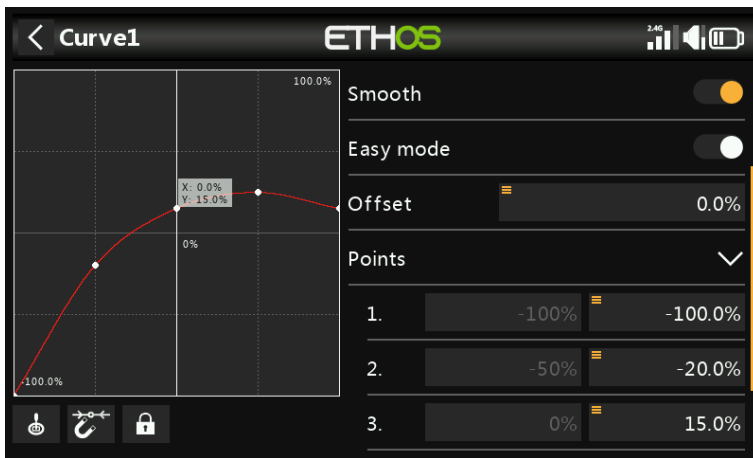 Curve1
ETHOS
2.4G
100.0%
X: 0.0%
Y: 15.0%
0%
-100.0%
Smooth
Easy mode
Offset 0.0%
Points
1. -100% -100.0%
2. -50% -20.0%
3. 0% 15.0%